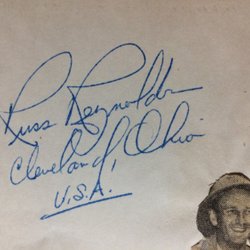 Russ Reynolds
Cleveland, Ohio
U.S.A.